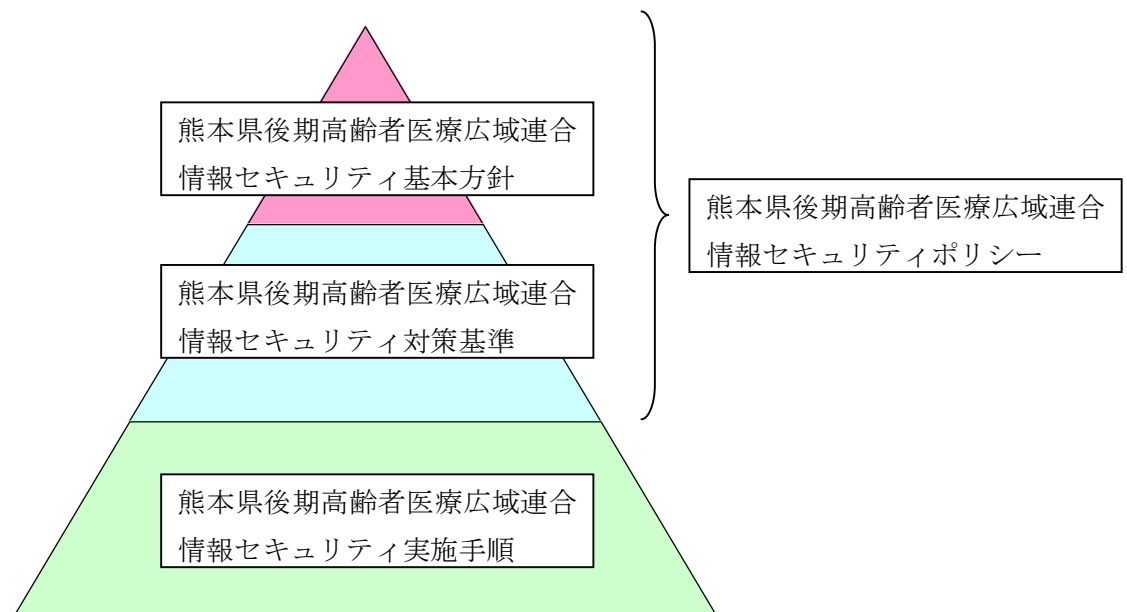 熊本県後期高齢者医療広域連合
情報セキュリティ基本方針
熊本県後期高齢者医療広域連合
情報セキュリティポリシー
熊本県後期高齢者医療広域連合
情報セキュリティ対策基準
熊本県後期高齢者医療広域連合
情報セキュリティ実施手順